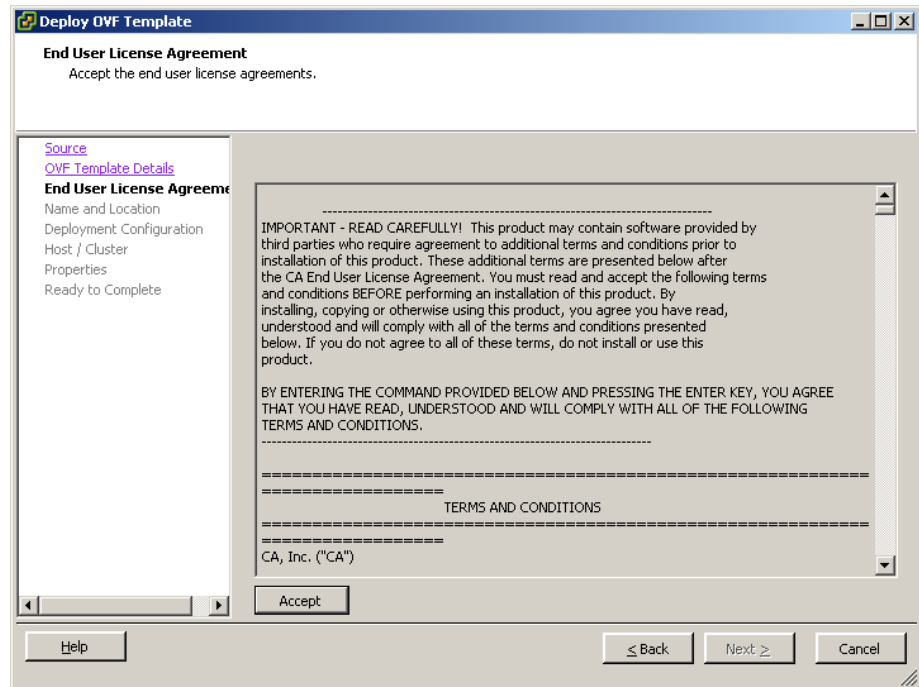 Deploy OVF Template
End User License Agreement
Accept the end user license agreements.
Source
OVF Template Details
End User License Agreeme
Name and Location
Deployment Configuration
Host / Cluster
Properties
Ready to Complete
--------------------------------------------------------------------------------
IMPORTANT - READ CAREFULLY!  This product may contain software provided by
third parties who require agreement to additional terms and conditions prior to
installation of this product. These additional terms are presented below after
the CA End User License Agreement. You must read and accept the following terms
and conditions BEFORE performing an installation of this product. By
installing, copying or otherwise using this product, you agree you have read,
understood and will comply with all of the terms and conditions presented
below. If you do not agree to all of these terms, do not install or use this
product.
BY ENTERING THE COMMAND PROVIDED BELOW AND PRESSING THE ENTER KEY, YOU AGREE
THAT YOU HAVE READ, UNDERSTOOD AND WILL COMPLY WITH ALL OF THE FOLLOWING
TERMS AND CONDITIONS.
--------------------------------------------------------------------------------
============================================================
==================
TERMS AND CONDITIONS
============================================================
==================
CA, Inc. ("CA")
Accept
Help
< Back
Next >
Cancel